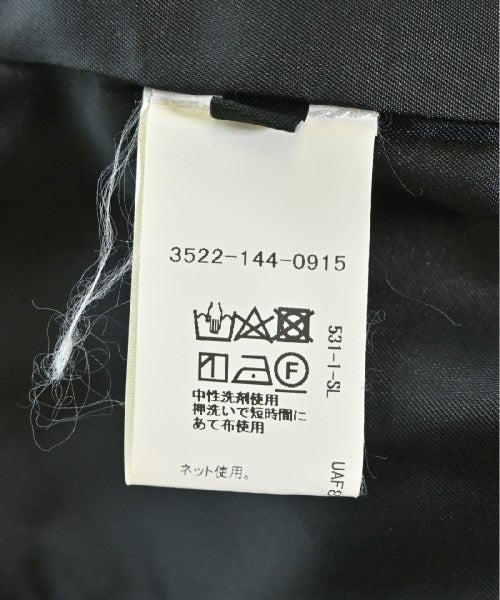 3522-144-0915
中性洗剤使用
押洗いで短時間に
あて布使用
ネット使用。
531-1-SL
UAF8
F